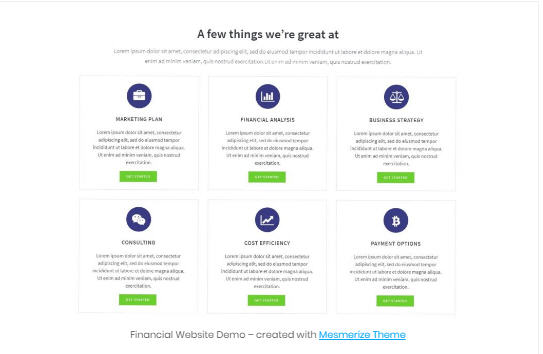 A few things we're great at
Lorem ipsum dolor sit amet, consectetur adipiscing elit, sed do eiusmod tempor incididunt ut labore et dolore magna aliqua. Ut
enim ad minim veniam, quis nostrud exercitation.Ut enim ad minim veniam, quis nostrud exercitation.
MARKETING PLAN
Lorem ipsum dolor sit amet, consectetur
adipiscing elit, sed do eiusmod tempor
incididunt ut labore et dolore magna aliqua.
Ut enim ad minim veniam, quis nostrud
exercitation.
GET STARTED
FINANCIAL ANALYSIS
Lorem ipsum dolor sit amet, consectetur
adipiscing elit, sed do eiusmod tempor
incididunt ut labore et dolore magna aliqua.
Ut enim ad minim veniam, quis nostrud
exercitation.
GET STARTED
BUSINESS STRATEGY
Lorem ipsum dolor sit amet, consectetur
adipiscing elit, sed do eiusmod tempor
incididunt ut labore et dolore magna aliqua.
Ut enim ad minim veniam, quis nostrud
exercitation.
GET STARTED
CONSULTING
Lorem ipsum dolor sit amet, consectetur
adipiscing elit, sed do eiusmod tempor
incididunt ut labore et dolore magna aliqua.
Ut enim ad minim veniam, quis nostrud
exercitation.
GET STARTED
COST EFFICIENCY
Lorem ipsum dolor sit amet, consectetur
adipiscing elit, sed do eiusmod tempor
incididunt ut labore et dolore magna aliqua.
Ut enim ad minim veniam, quis nostrud
exercitation.
GET STARTED
PAYMENT OPTIONS
Lorem ipsum dolor sit amet, consectetur
adipiscing elit, sed do eiusmod tempor
incididunt ut labore et dolore magna aliqua.
Ut enim ad minim veniam, quis nostrud
exercitation.
GET STARTED
Financial Website Demo – created with Mesmerize Theme